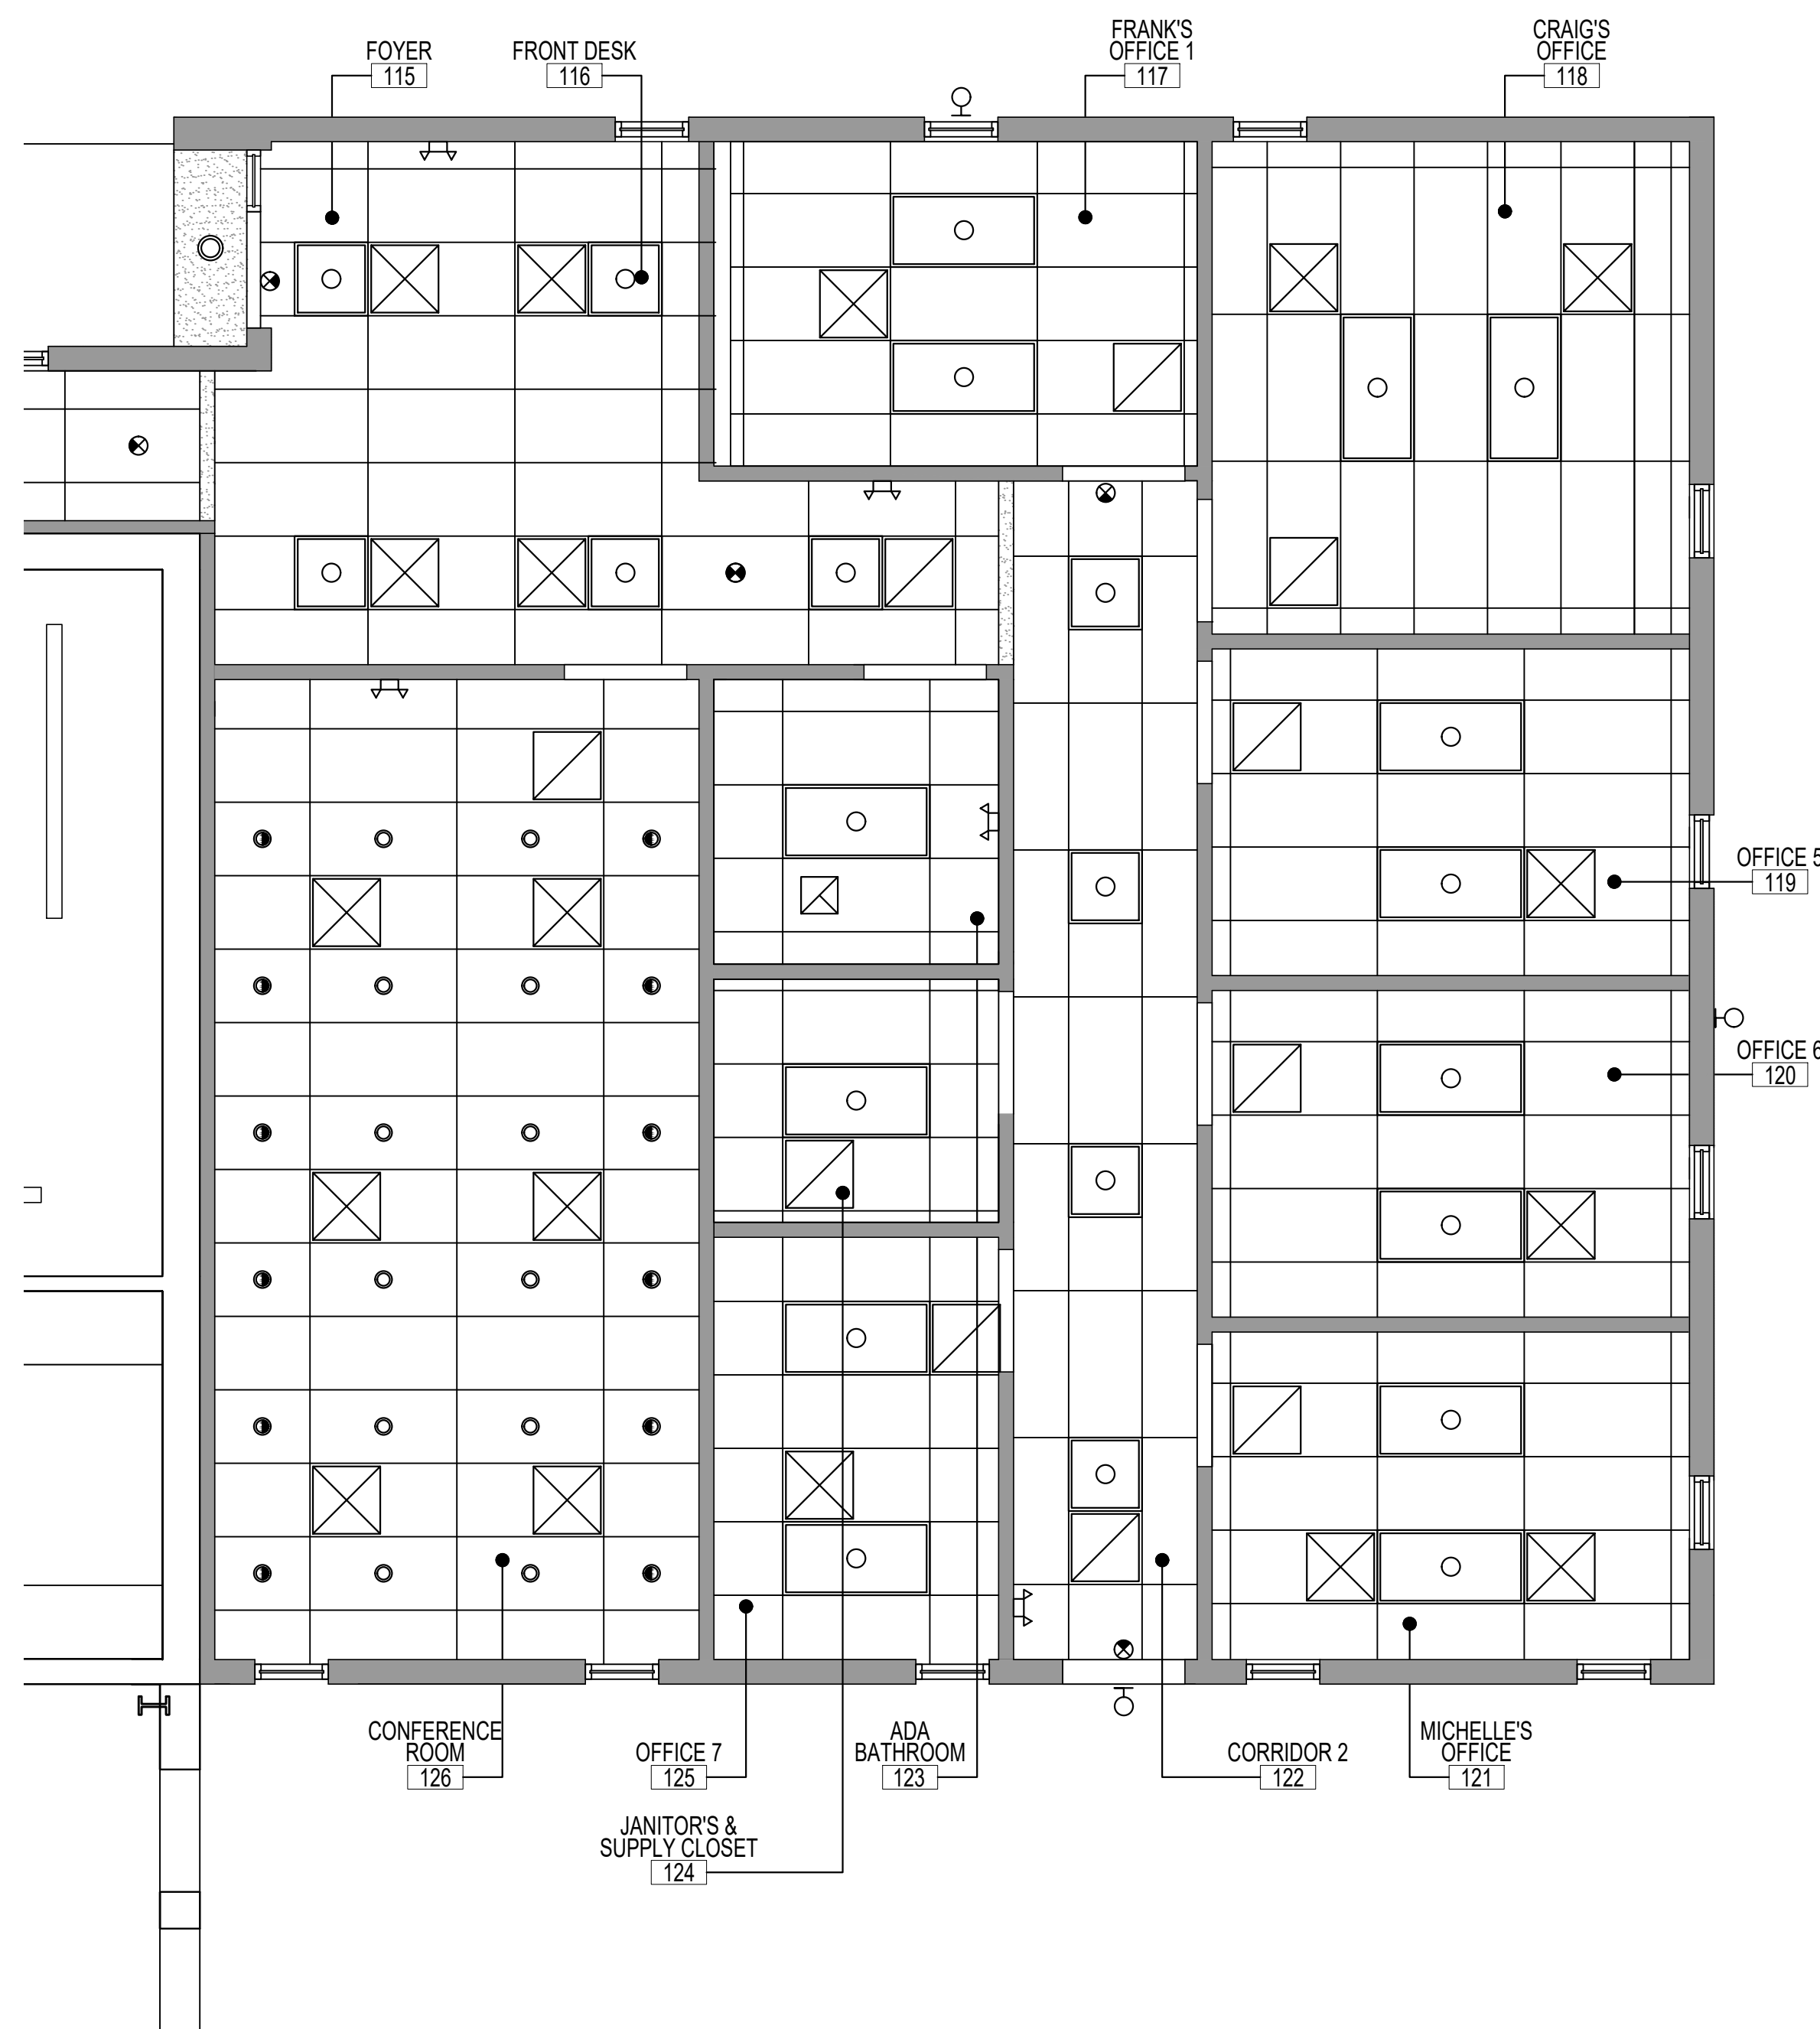 FOYER
115
FRONT DESK
116
FRANK'S
OFFICE 1
117
CRAIG'S
OFFICE
118
OFFICE 5
119
OFFICE 6
120
CONFERENCE
ROOM
126
OFFICE 7
125
ADA
BATHROOM
123
CORRIDOR 2
122
MICHELLE'S
OFFICE
121
JANITOR'S &
SUPPLY CLOSET
124